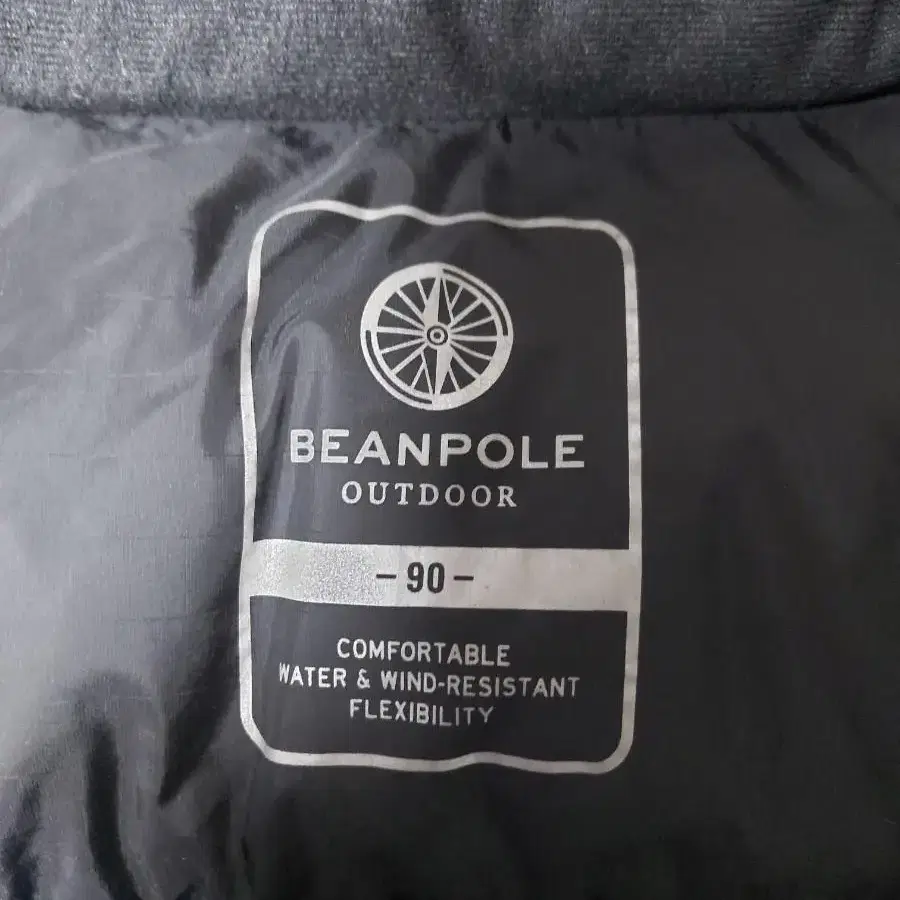 BEANPOLE
OUTDOOR
- 90 -
COMFORTABLE
WATER & WIND-RESISTANT
FLEXIBILITY